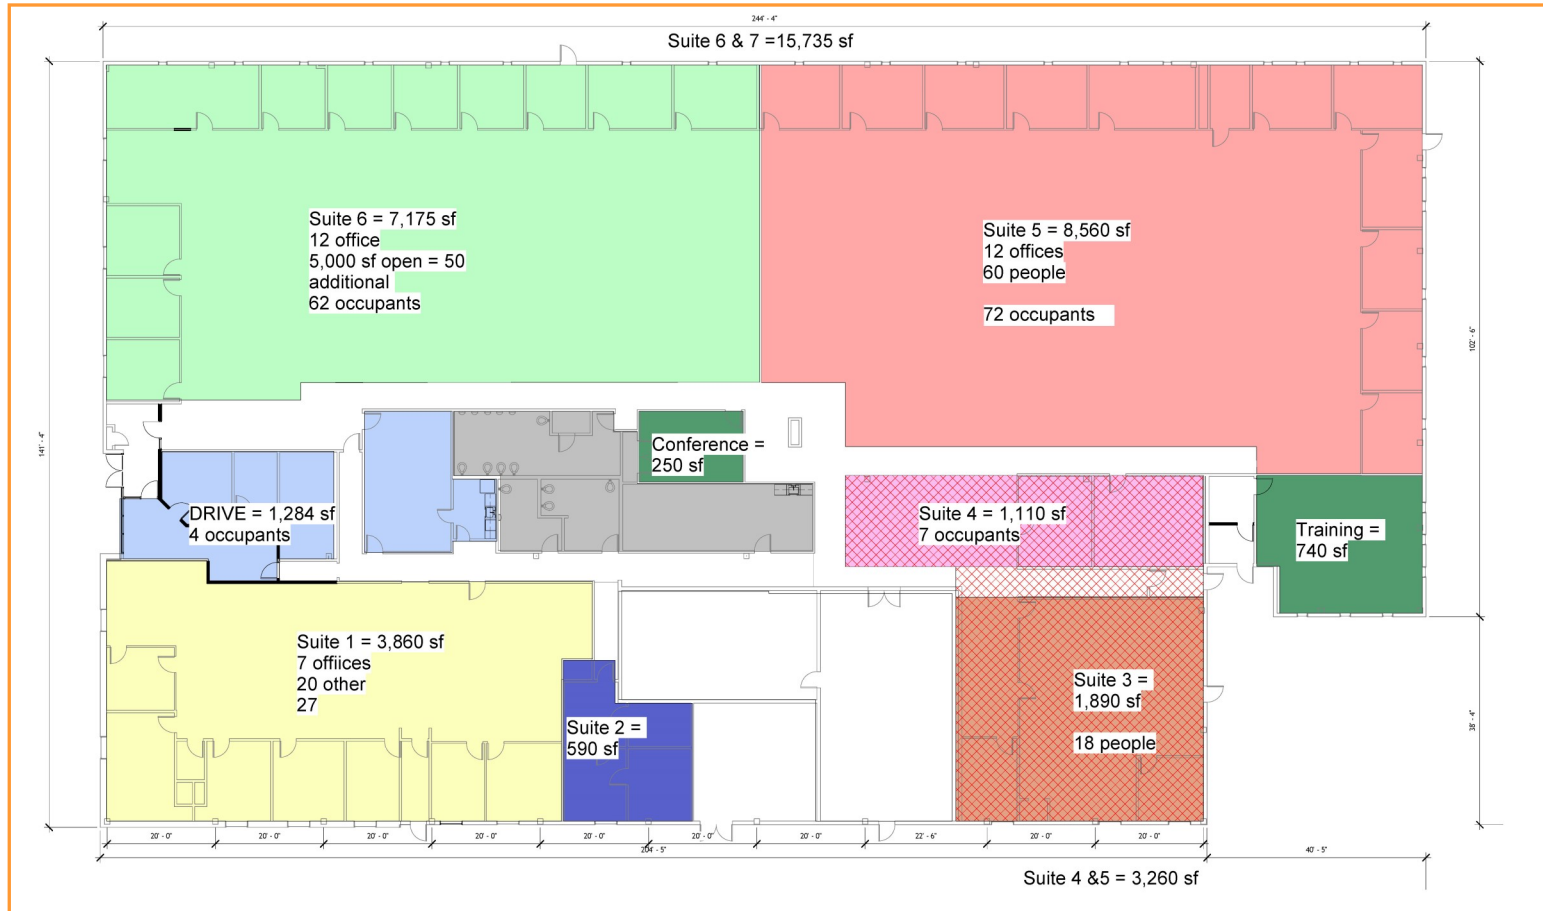 244' - 4"
Suite 6 & 7 =15,735 sf
Suite 6 = 7,175 sf
12 office
5,000 sf open = 50
additional
62 occupants
Suite 5 = 8,560 sf
12 offices
60 people
72 occupants
102' - 6"
141' - 4"
Conference =
250 sf
DRIVE = 1,284 sf
4 occupants
Suite 4 = 1,110 sf
7 occupants
Training =
740 sf
Suite 1 = 3,860 sf
7 offiices
20 other
27
Suite 2 =
590 sf
Suite 3 =
1,890 sf
18 people
38' - 4"
20' - 0" 20' - 0" 20' - 0" 20' - 0" 20' - 0" 20' - 0" 20' - 0" 22' - 6" 20' - 0" 20' - 0"
204' - 5" 40' - 5"
Suite 4 &5 = 3,260 sf